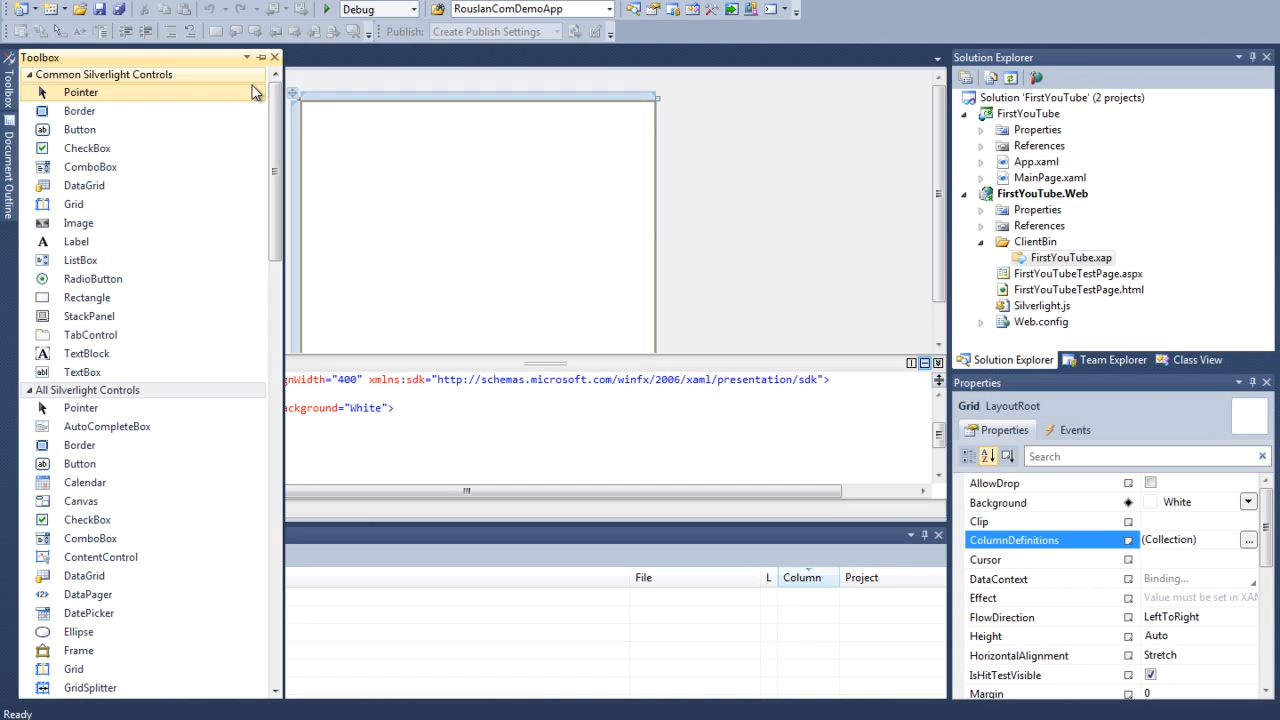 Debug
RouslanComDemoApp
Publish: Create Publish Settings
Toolbox
Document Outline
Toolbox
Common Silverlight Controls
Pointer
Border
Button
CheckBox
ComboBox
DataGrid
Grid
Image
Label
ListBox
RadioButton
Rectangle
StackPanel
TabControl
TextBlock
TextBox
All Silverlight Controls
Pointer
AutoCompleteBox
Border
Button
Calendar
Canvas
CheckBox
ComboBox
ContentControl
DataGrid
DataPager
DatePicker
Ellipse
Frame
Grid
GridSplitter
gnWidth="400" xmlns:sdk="http://schemas.microsoft.com/winfx/2006/xaml/presentation/sdk">
ackground="White">
File L Column Project
Solution Explorer
Solution 'FirstYouTube' (2 projects)
FirstYouTube
Properties
References
App.xaml
MainPage.xaml
FirstYouTube.Web
Properties
References
ClientBin
FirstYouTube.xap
FirstYouTubeTestPage.aspx
FirstYouTubeTestPage.html
Silverlight.js
Web.config
Solution Explorer Team Explorer Class View
Properties
Grid LayoutRoot
Properties Events
Search
AllowDrop
Background White
Clip
ColumnDefinitions (Collection) ...
Cursor
DataContext Binding...
Effect Value must be set in XAM
FlowDirection LeftToRight
Height Auto
HorizontalAlignment Stretch
IsHitTestVisible
Margin 0
Ready